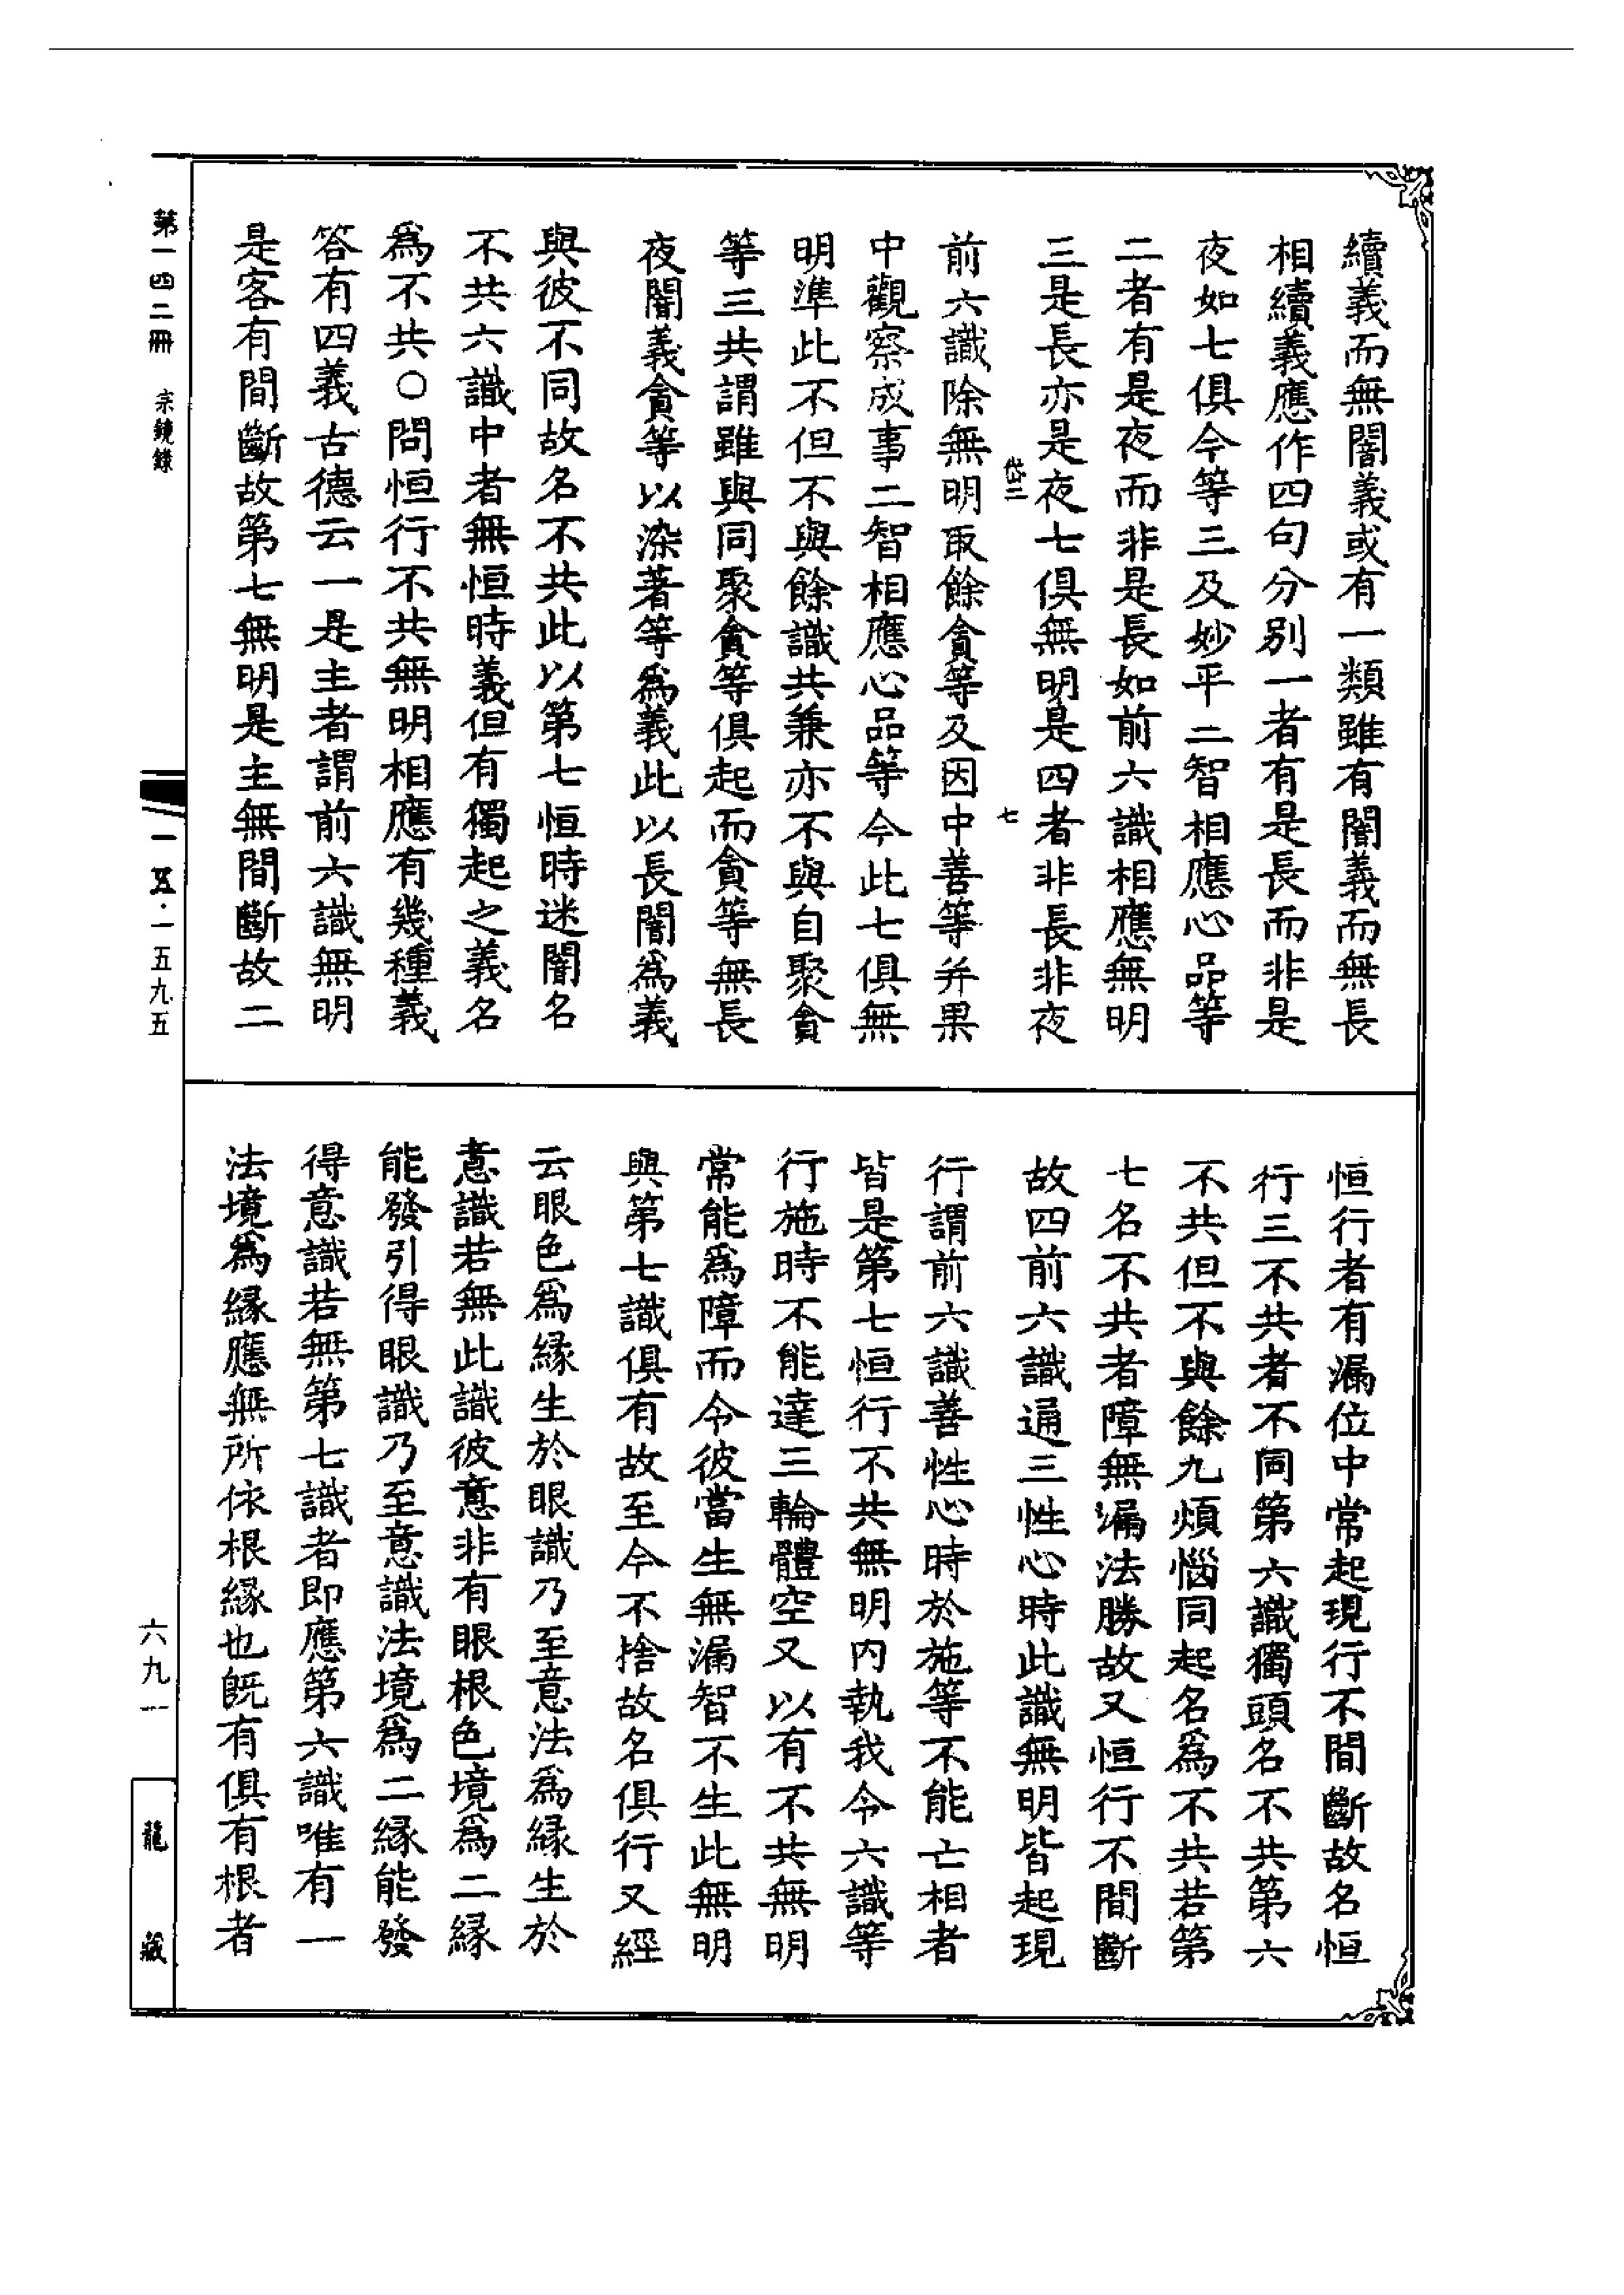 續義而無闇義或有一類雖有闇義而無長
相續義應作四句分別一者有是長而非是
夜如七俱今等三及妙平二智相應心品等
二者有是夜而非是長如前六識相應無明
三是長亦是夜七俱無明是四者非長非夜
岱二
七
前六識除無明取餘貪等及因中善等并果
中觀察成事二智相應心品等今此七俱無
明準此不但不與餘識共兼亦不與自聚貪
等三共謂雖與同聚貪等俱起而貪等無長
夜闇義貪等以染著等爲義此以長闇爲義
與彼不同故名不共此以第七恒時迷闇名
不共六識中者無恒時義但有獨起之義名
爲不共○問恒行不共無明相應有幾種義
答有四義古德云一是主者謂前六識無明
是客有間斷故第七無明是主無間斷故二
恒行者有漏位中常起現行不間斷故名恒
行三不共者不同第六識獨頭名不共第六
不共但不與餘九煩惱同起名爲不共若第
七名不共者障無漏法勝故又恒行不間斷
故四前六識通三性心時此識無明皆起現
行謂前六識善性心時於施等不能亡相者
皆是第七恒行不共無明內執我令六識等
行施時不能達三輪體空又以有不共無明
常能爲障而令彼當生無漏智不生此無明
與第七識俱有故至今不捨故名俱行又經
云眼色爲緣生於眼識乃至意法爲緣生於
意識若無此識彼意非有眼根色境爲二緣
能發引得眼識乃至意識法境爲二緣能發
得意識若無第七識者即應第六識唯有一
法境爲緣應無所依根緣也既有俱有根者
第一四二冊 宗鏡錄
一五·一五九五
六九一
龍藏